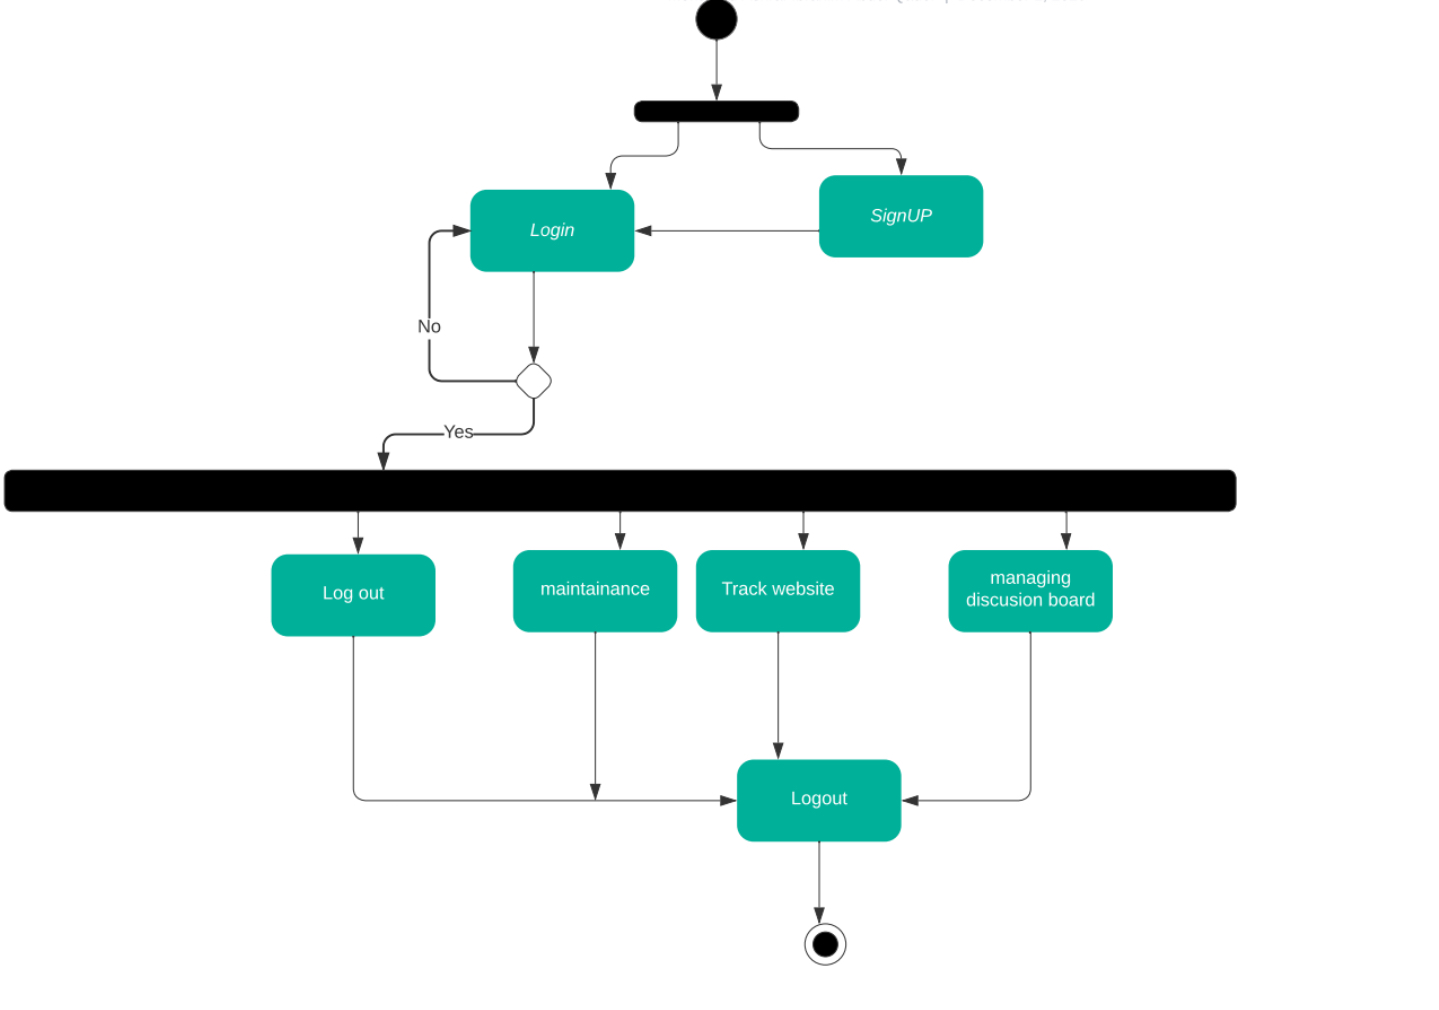 SignUP
Login
No
Yes
Log out
maintainance
Track website
managing
discusion board
Logout